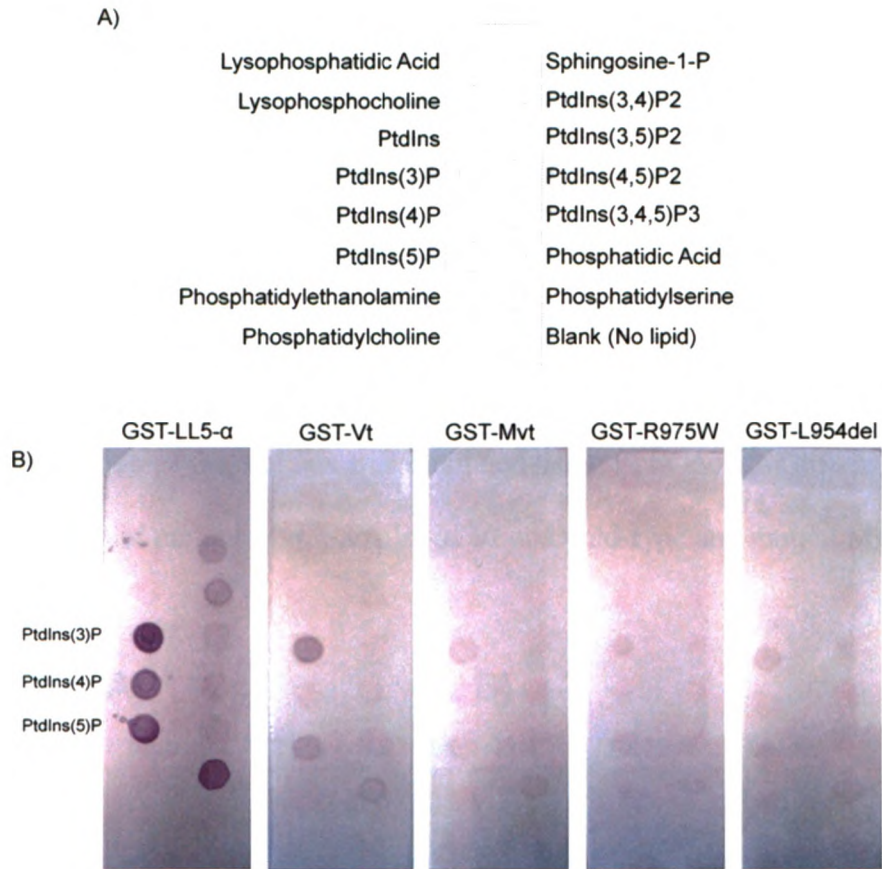 A)
Lysophosphatidic Acid Sphingosine-1-P
Lysophosphocholine PtdIns(3,4)P2
PtdIns PtdIns(3,5)P2
PtdIns(3)P PtdIns(4,5)P2
PtdIns(4)P PtdIns(3,4,5)P3
PtdIns(5)P Phosphatidic Acid
Phosphatidylethanolamine Phosphatidylserine
Phosphatidylcholine Blank (No lipid)
B)
GST-LL5-α GST-Vt GST-Mvt GST-R975W GST-L954del
PtdIns(3)P
PtdIns(4)P
PtdIns(5)P